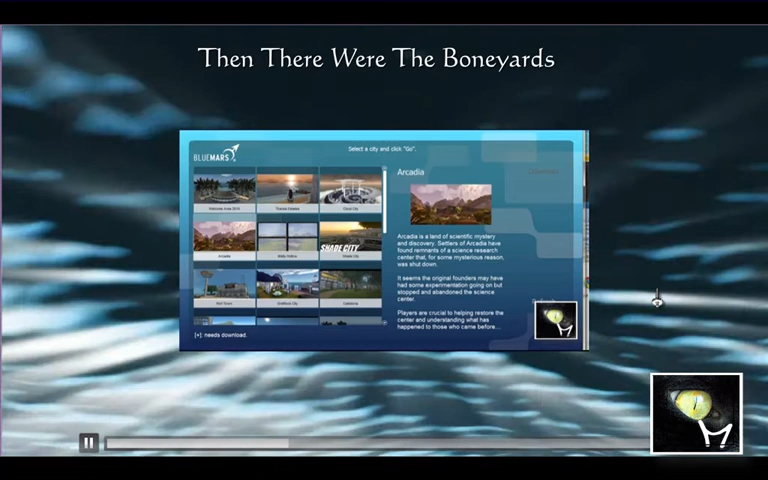 Then There Were The Boneyards
Select a city and click "Go".
BLUEMARS
Arcadia
Download
Welcome Area 2010
Cloud City
Arcadia
SHADE CITY
Shade City
Arcadia is a land of scientific mystery
and discovery. Settlers of Arcadia have
found remnants of a science research
center that, for some mysterious reason,
was shut down.
It seems the original founders may have
had some experimentation going on but
stopped and abandoned the science
center.
Players are crucial to helping restore the
center and understanding what has
happened to those who came before...
[+]: needs download.
M
M